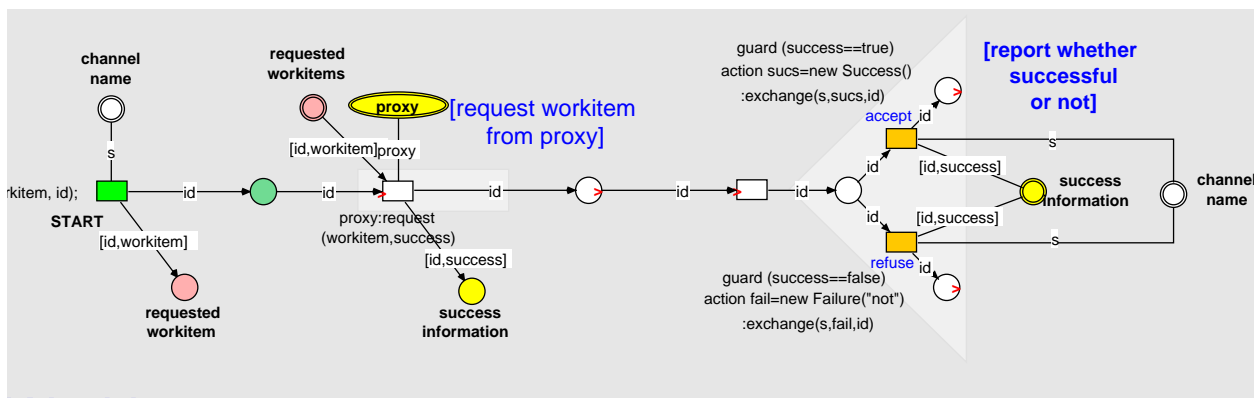 channel
name
requested
workitems
proxy
[request workitem
from proxy]
guard (success==true)
action sucs=new Success()
:exchange(s,sucs,id)
[report whether
successful
or not]
s
[id,workitem]
proxy
accept
id
s
rkitem, id);
id
id
id
id
id
id
[id,success]
success
information
channel
name
START
proxy:request
(workitem,success)
id
[id,success]
s
[id,workitem]
[id,success]
refuse
id
guard (success==false)
action fail=new Failure("not")
:exchange(s,fail,id)
requested
workitem
success
information